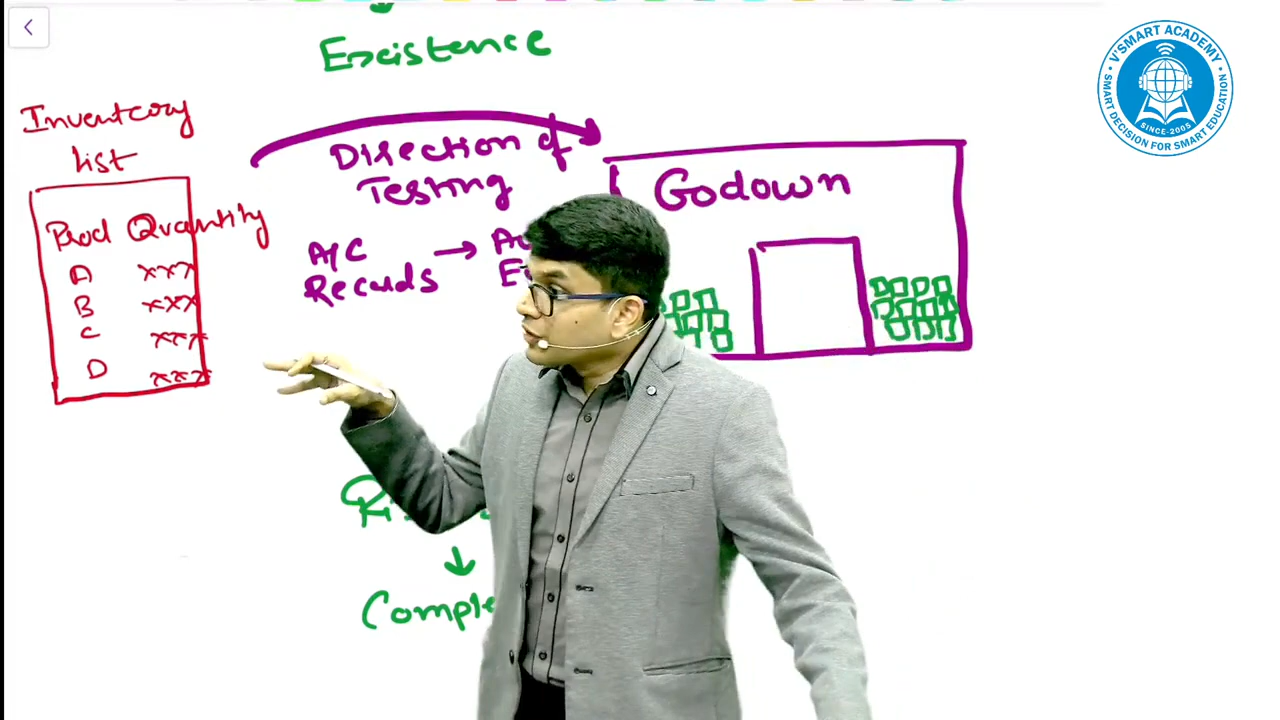 Existence
Inventory
List
Prod Quantity
A xxx
B xxx
C xxx
D xxx
Direction of
Testing
A/C
Records →
Godown
↓
V'SMART ACADEMY
SMART DECISION FOR SMART EDUCATION
SINCE-2005